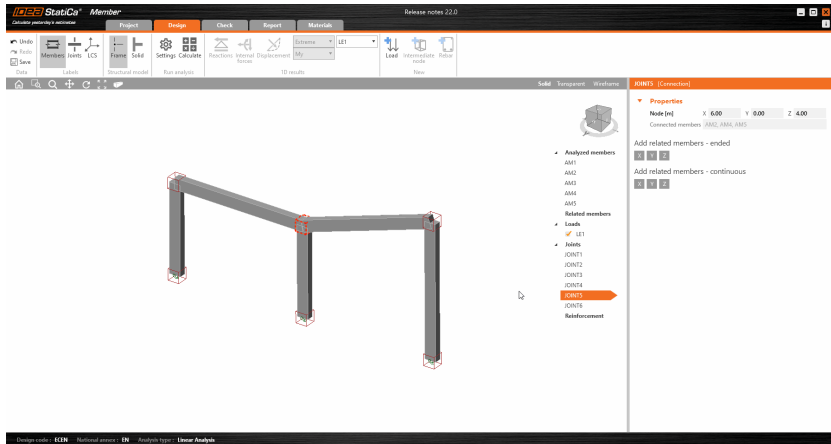 IDEA StatiCa® Member
Calculate yesterday's estimates
Release notes 22.0
Project Design Check Report Materials
Undo
Redo
Save
Members Joints LCS
Frame Solid
Settings Calculate
Reactions Internal forces Displacement
Extreme LE1
My
Load Intermediate node Rebar
Data Labels Structural model Run analysis 1D results New
Solid Transparent Wireframe
JOINT5 [Connection]
Properties
Node [m] X 6.00 Y 0.00 Z 4.00
Connected members AM2, AM4, AM5
Add related members - ended
X Y Z
Add related members - continuous
X Y Z
Analyzed members
AM1
AM2
AM3
AM4
AM5
Related members
Loads
LE1
Joints
JOINT1
JOINT2
JOINT3
JOINT4
JOINT5
JOINT6
Reinforcement
Design code: ECEN National annex: EN Analysis type: Linear Analysis